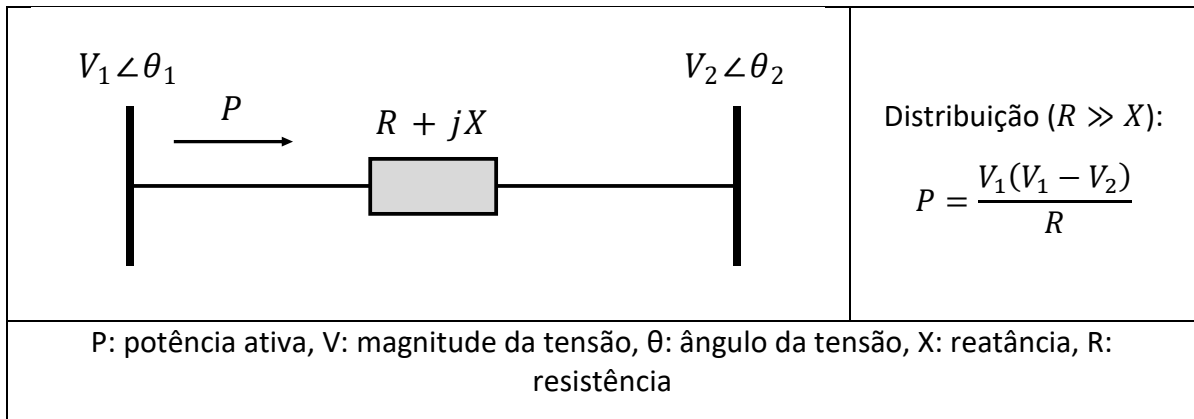 V₁∠θ₁
V₂∠θ₂
P
R + jX
Distribuição (R ≫ X):
P = V₁(V₁ − V₂) / R
P: potência ativa, V: magnitude da tensão, θ: ângulo da tensão, X: reatância, R:
resistência